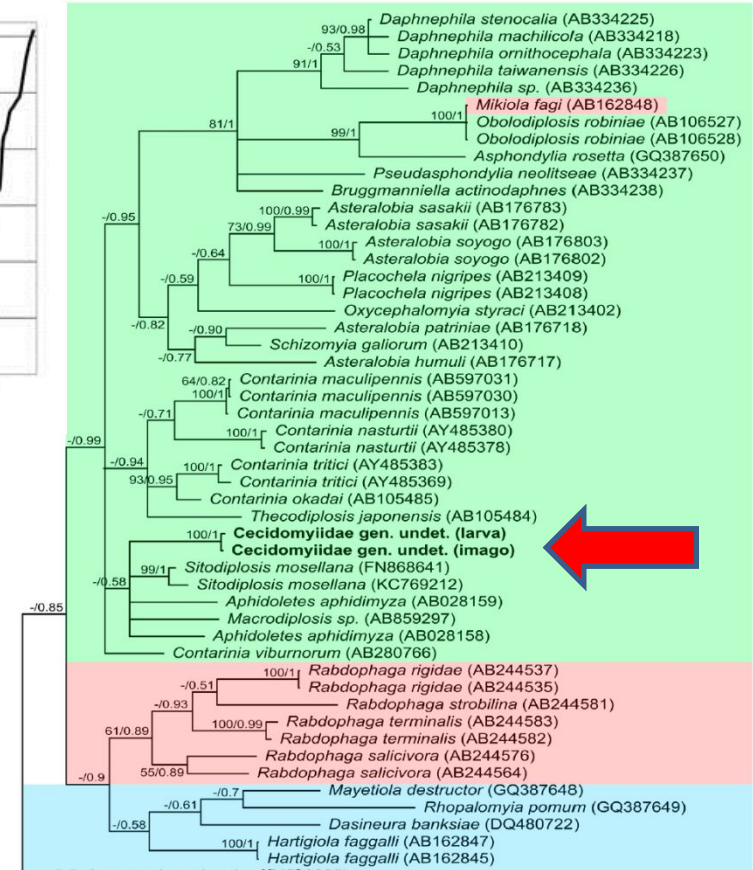 Daphnephila stenocalia (AB334225)
93/0.98
Daphnephila machilicofa (AB334218)
-/0.53
Daphnephila ornithocephala (AB334223)
91/1
Daphnephila taiwanensis (AB334226)
Daphnephila sp. (AB334236)
Mikiola fagi (AB162848)
100/1
Obolodiplosis robiniae (AB106527)
81/1
99/1
Obolodiplosis robiniae (AB106528)
Asphondylia rosetta (GQ387650)
Pseudasphondylia neolitseae (AB334237)
Bruggmanniella actinodaphnes (AB334238)
100/0.99
Asteralobia sasakii (AB176783)
-/0.95
73/0.99
Asteralobia sasakii (AB176782)
100/1
Asteralobia soyogo (AB176803)
-/0.64
Asteralobia soyogo (AB176802)
-/0.59
100/1
Placochela nigripes (AB213409)
Placochela nigripes (AB213408)
Oxycephalomyia styraci (AB213402)
-/0.82
-/0.90
Asteralobia patriniae (AB176718)
Schizomyia galiorum (AB213410)
-/0.77
Asteralobia humuli (AB176717)
64/0.82
Contarinia maculipennis (AB597031)
100/1
Contarinia maculipennis (AB597030)
-/0.71
Contarinia maculipennis (AB597013)
100/1
Contarinia nasturtii (AY485380)
-/0.99
Contarinia nasturtii (AY485378)
-/0.94
100/1
Contarinia tritici (AY485383)
93/0.95
Contarinia tritici (AY485369)
Contarinia okadai (AB105485)
Thecodiplosis japonensis (AB105484)
100/1
Cecidomyiidae gen. undet. (larva)
Cecidomyiidae gen. undet. (imago)
99/1
Sitodiplosis mosellana (FN868641)
-/0.58
Sitodiplosis mosellana (KC769212)
Aphidoletes aphidimyza (AB028159)
-/0.85
Macrodiplosis sp. (AB859297)
Aphidoletes aphidimyza (AB028158)
Contarinia viburnorum (AB280766)
100/1
Rabdophaga rigidae (AB244537)
-/0.51
Rabdophaga rigidae (AB244535)
-/0.93
Rabdophaga strobilina (AB244581)
61/0.89
100/0.99
Rabdophaga terminalis (AB244583)
Rabdophaga terminalis (AB244582)
Rabdophaga salicivora (AB244576)
55/0.89
Rabdophaga salicivora (AB244564)
-/0.9
-/0.7
Mayetiola destructor (GQ387648)
-/0.61
Rhopalomyia pomum (GQ387649)
-/0.58
Dasineura banksiae (DQ480722)
100/1
Hartigiola faggalli (AB162847)
Hartigiola faggalli (AB162845)